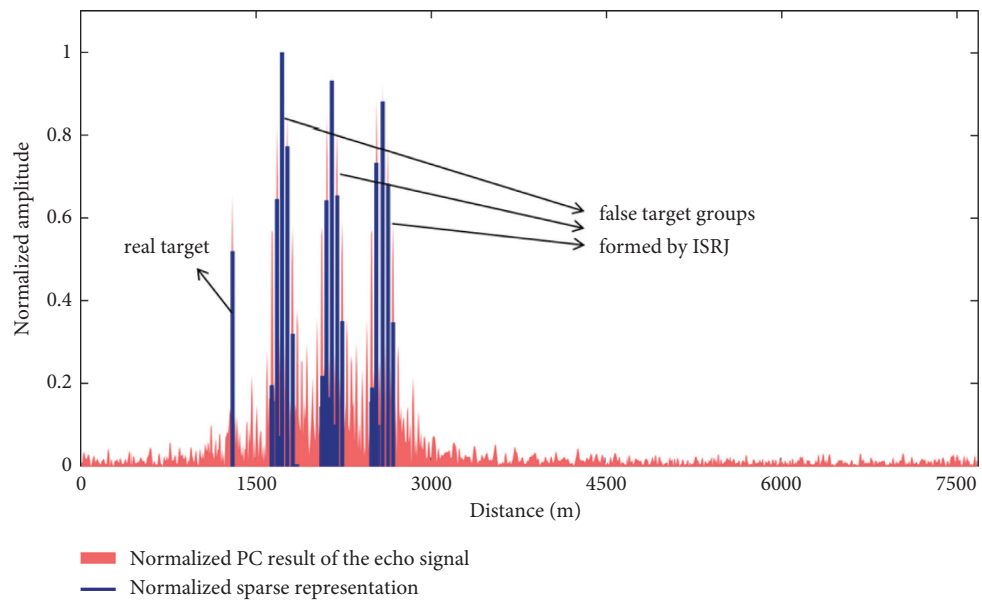 1
0.8
0.6
0.4
0.2
0
Normalized amplitude
real target
false target groups
formed by ISRJ
0 1500 3000 4500 6000 7500
Distance (m)
Normalized PC result of the echo signal
Normalized sparse representation